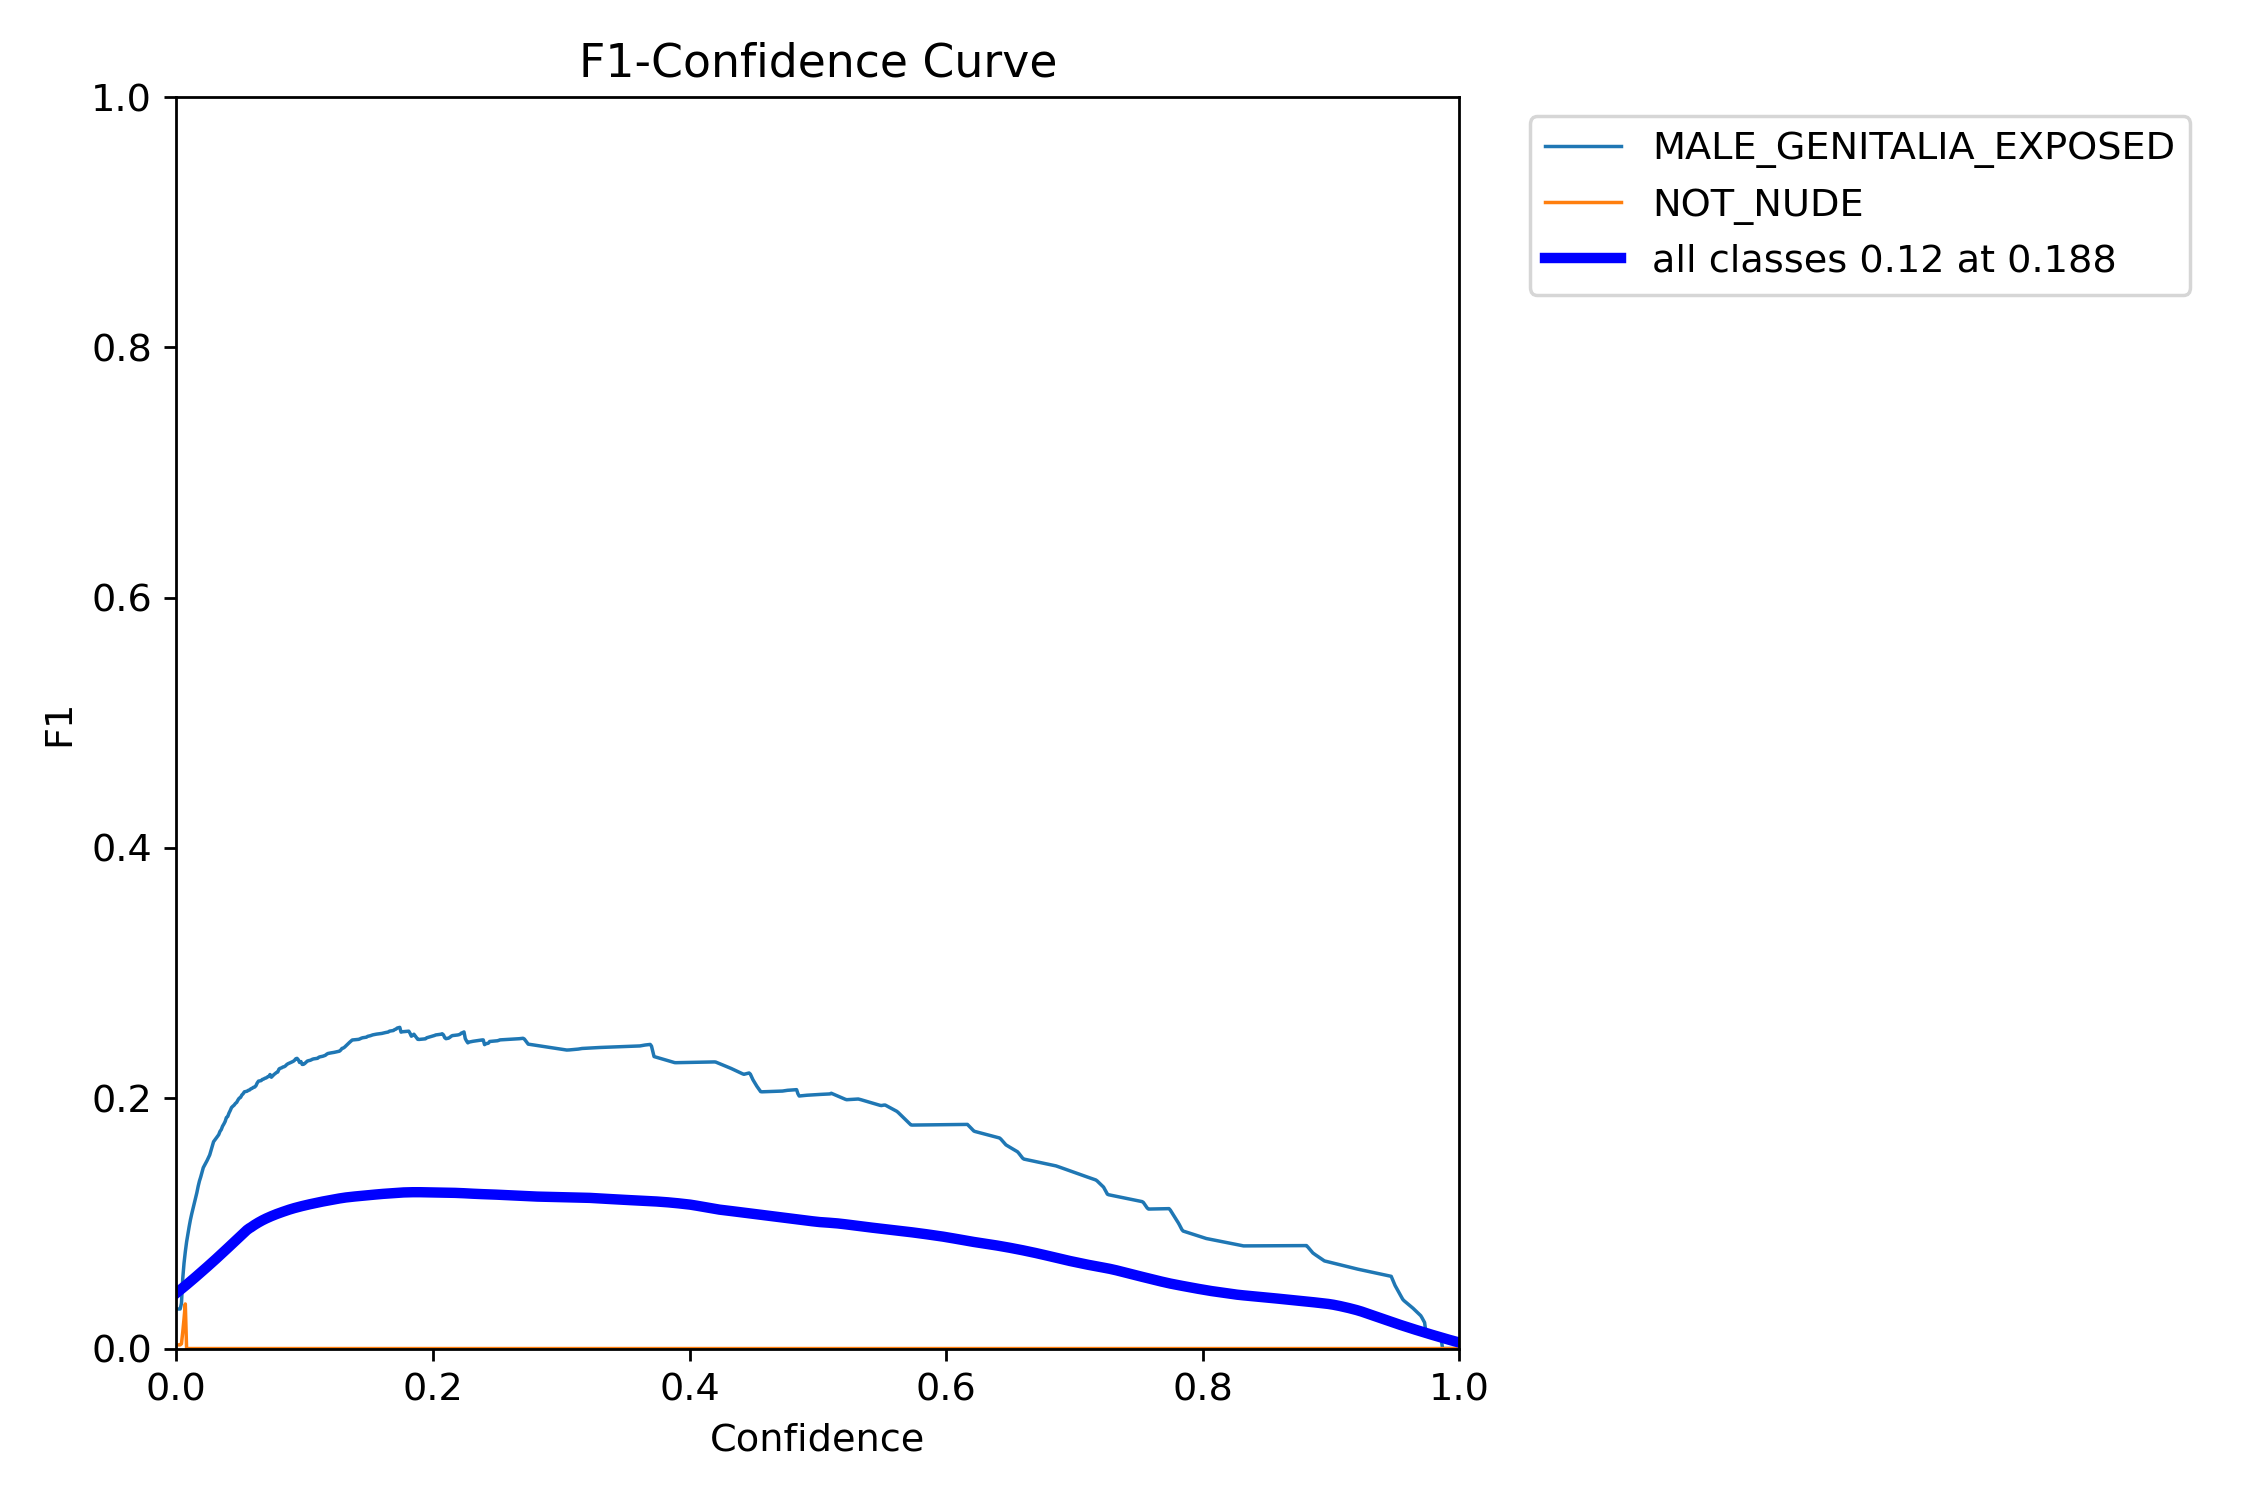 F1-Confidence Curve
1.0
0.8
0.6
0.4
0.2
0.0
F1
0.0 0.2 0.4 0.6 0.8 1.0
Confidence
MALE_GENITALIA_EXPOSED
NOT_NUDE
all classes 0.12 at 0.188